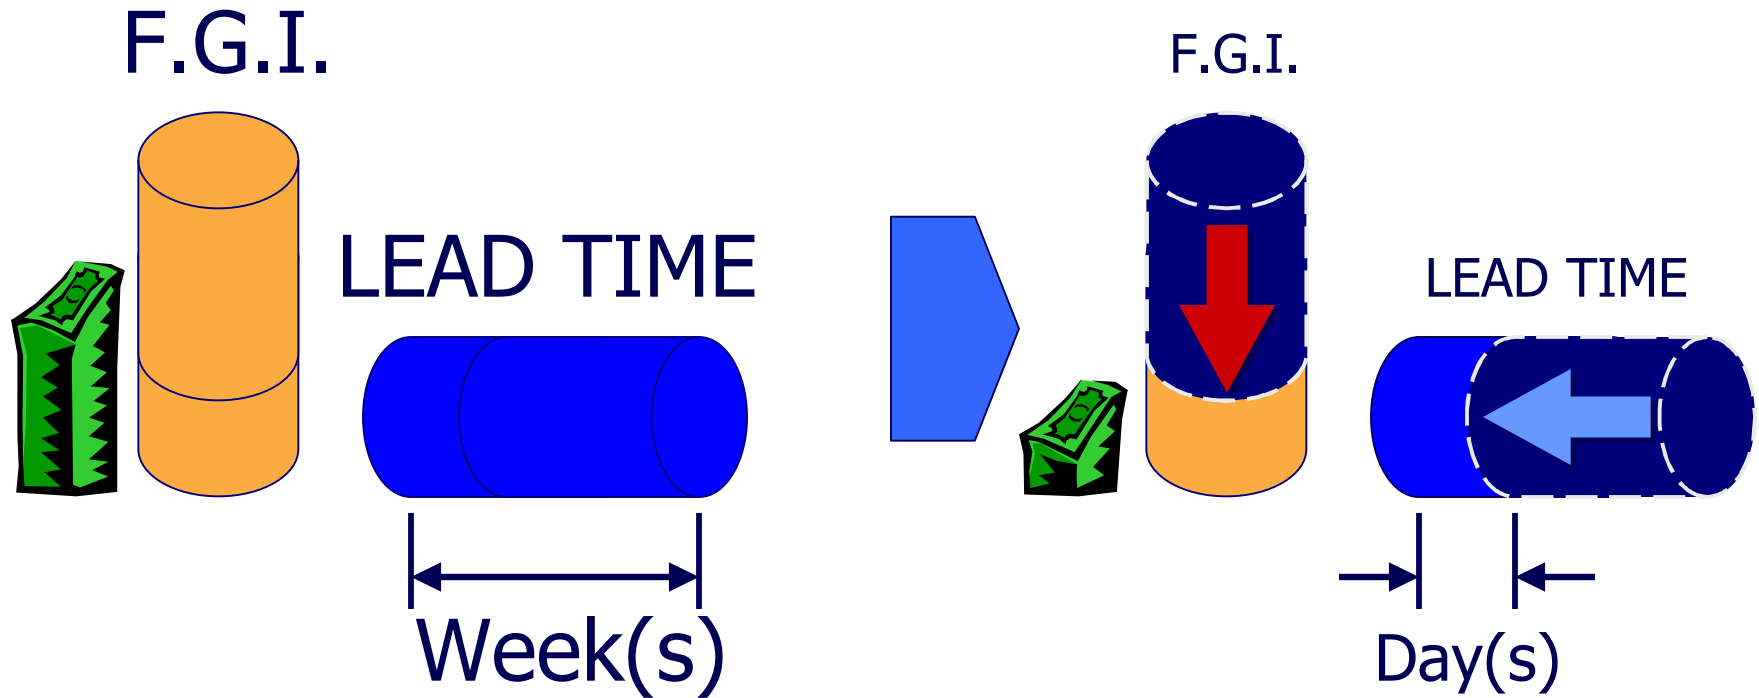 F.G.I.
LEAD TIME
Week(s)
F.G.I.
LEAD TIME
Day(s)